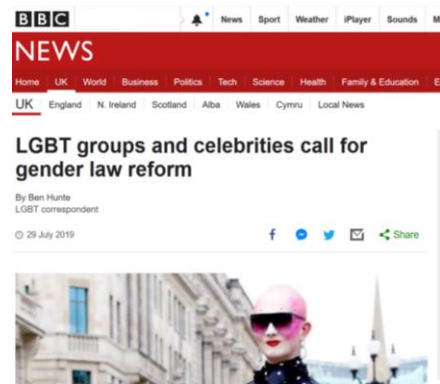 BBC News Sport Weather iPlayer Sounds
NEWS
Home UK World Business Politics Tech Science Health Family & Education
UK England N. Ireland Scotland Alba Wales Cymru Local News
LGBT groups and celebrities call for
gender law reform
By Ben Hunte
LGBT correspondent
29 July 2019 Share